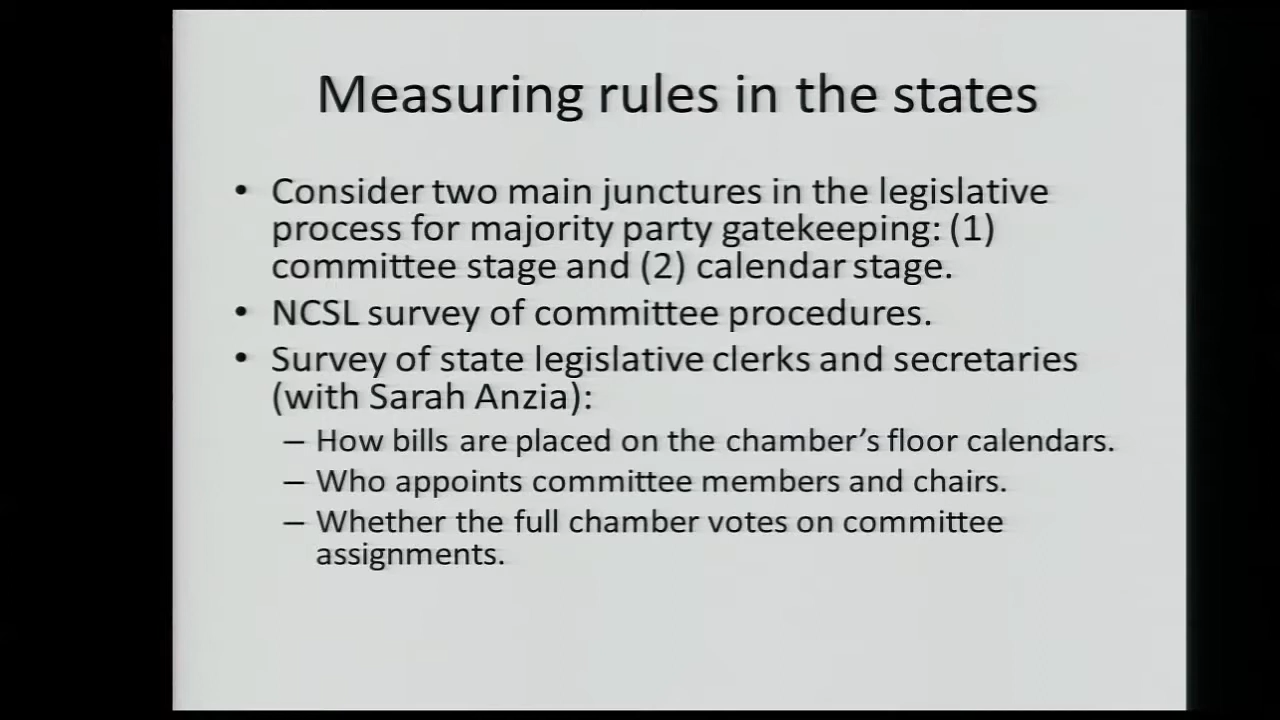 Measuring rules in the states
• Consider two main junctures in the legislative
process for majority party gatekeeping: (1)
committee stage and (2) calendar stage.
• NCSL survey of committee procedures.
• Survey of state legislative clerks and secretaries
(with Sarah Anzia):
– How bills are placed on the chamber’s floor calendars.
– Who appoints committee members and chairs.
– Whether the full chamber votes on committee
assignments.